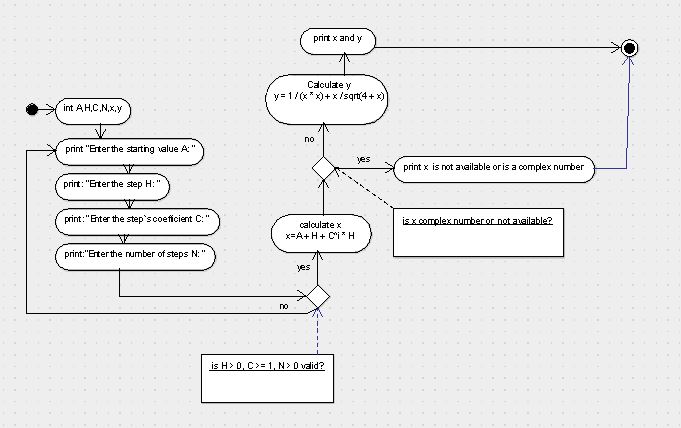 print x and y
Calculate y
y = 1 / (x * x) + x / sqrt(4 + x)
int A,H,C,N,x,y
no
print "Enter the starting value A: "
yes
print x is not available or is a complex number
print: "Enter the step H: "
print: "Enter the step`s coeficient C: "
is x complex number or not available?
calculate x
x=A + H + C^i * H
print:"Enter the number of steps N: "
yes
no
is H > 0, C >= 1, N > 0 valid?